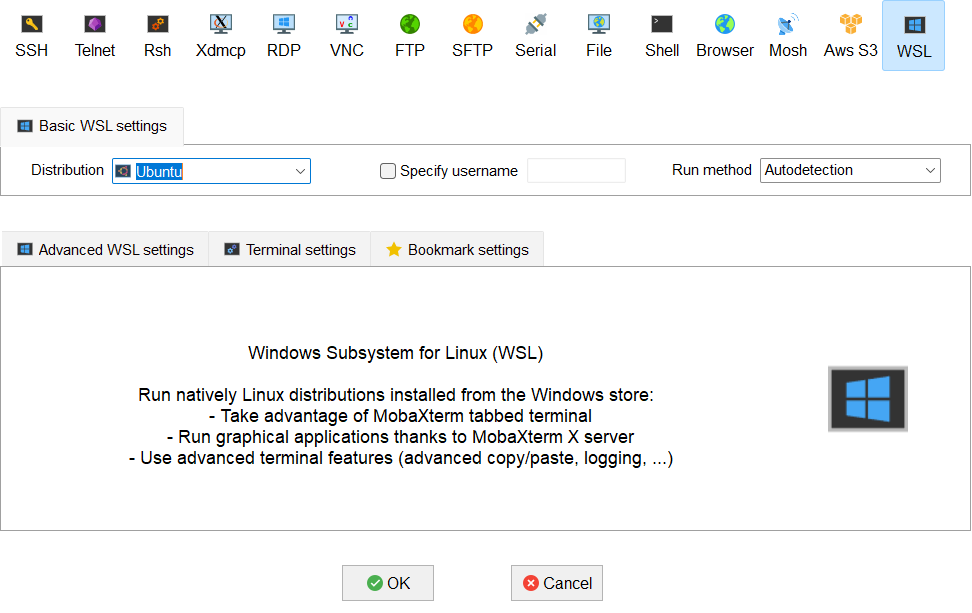 SSH Telnet Rsh Xdmcp RDP VNC FTP SFTP Serial File Shell Browser Mosh Aws S3 WSL
Basic WSL settings
Distribution Ubuntu Specify username Run method Autodetection
Advanced WSL settings Terminal settings Bookmark settings
Windows Subsystem for Linux (WSL)
Run natively Linux distributions installed from the Windows store:
- Take advantage of MobaXterm tabbed terminal
- Run graphical applications thanks to MobaXterm X server
- Use advanced terminal features (advanced copy/paste, logging, ...)
OK Cancel